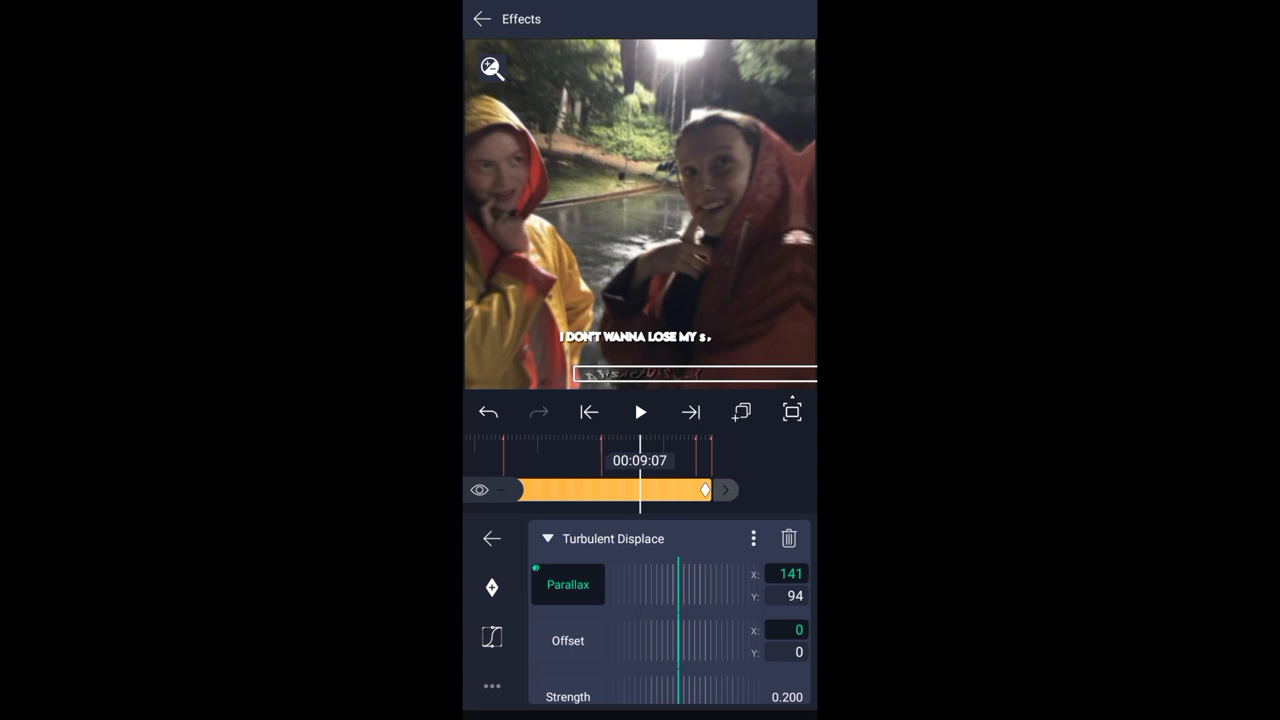 Effects
I DON'T WANNA LOSE MY S
00:09:07
Turbulent Displace
Parallax
X: 141
Y: 94
Offset
X: 0
Y: 0
Strength
0.200